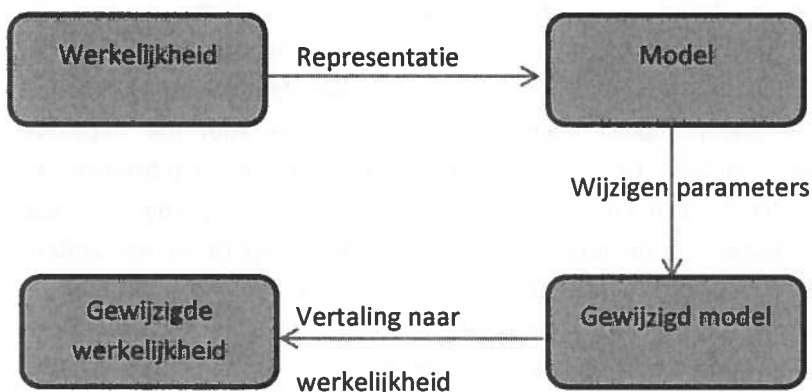 Werkelijkheid
Representatie
Model
Wijzigen parameters
Gewijzigd model
Vertaling naar
werkelijkheid
Gewijzigde
werkelijkheid